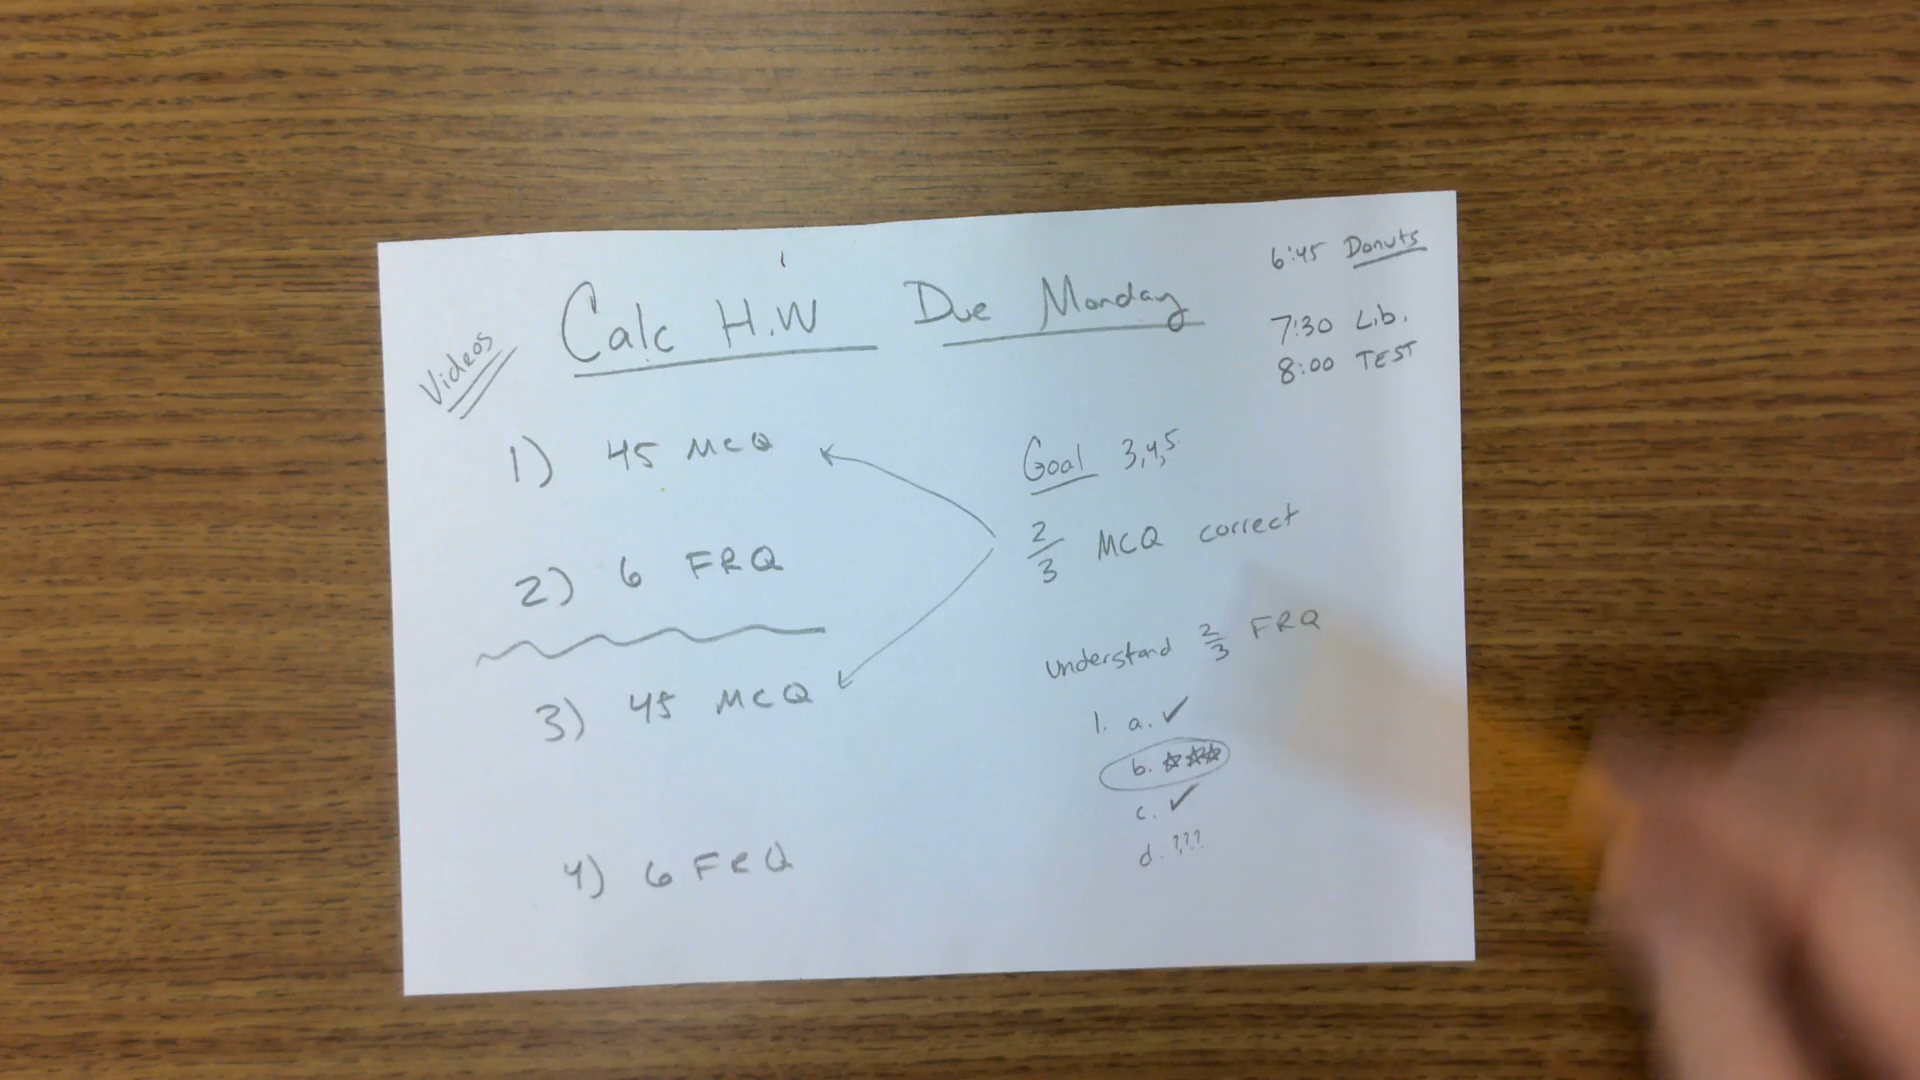 Calc H.W Due Monday
Videos
6:45 Donuts
7:30 Lib.
8:00 TEST
1) 45 MCQ
2) 6 FRQ
3) 45 MCQ
4) 6 FRQ
Goal 3,4,5
2/3 MCQ correct
understand 2/3 FRQ
1. a. ✓
b. ☆☆☆
c. ✓
d. ???